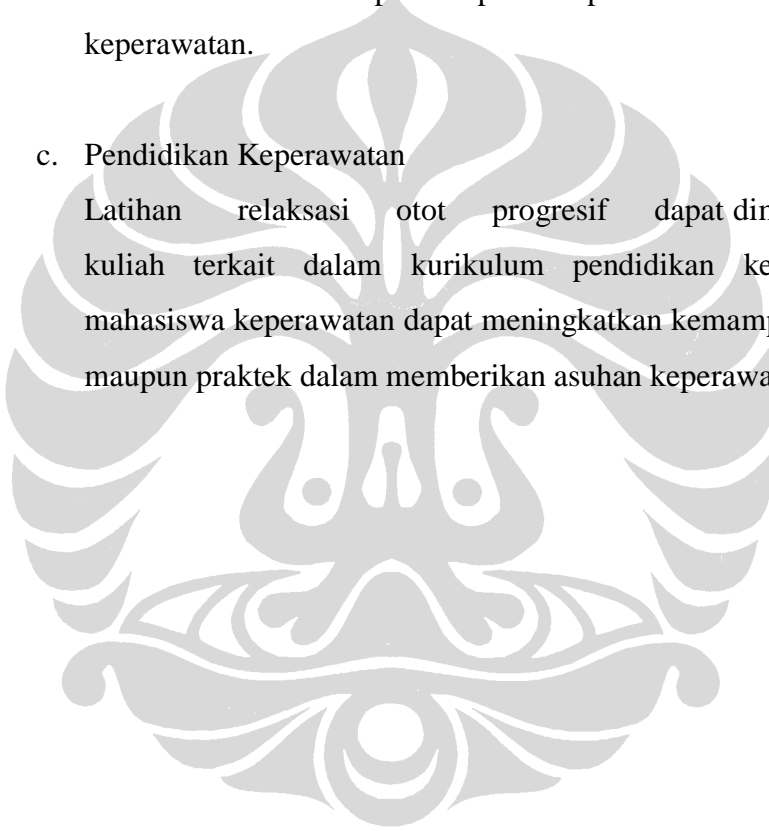 keperawatan.
c. Pendidikan Keperawatan
Latihan relaksasi otot progresif dapat
kuliah terkait dalam kurikulum pendidikan
mahasiswa keperawatan dapat meningkatkan
maupun praktek dalam memberikan asuhan